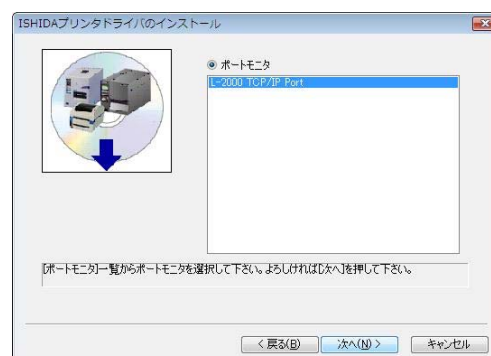 ISHIDAプリンタドライバのインストール
ポートモニタ
L-2000 TCP/IP Port
[ポートモニタ]一覧からポートモニタを選択して下さい。よろしければ[次へ]を押して下さい。
< 戻る(B)
次へ(N) >
キャンセル